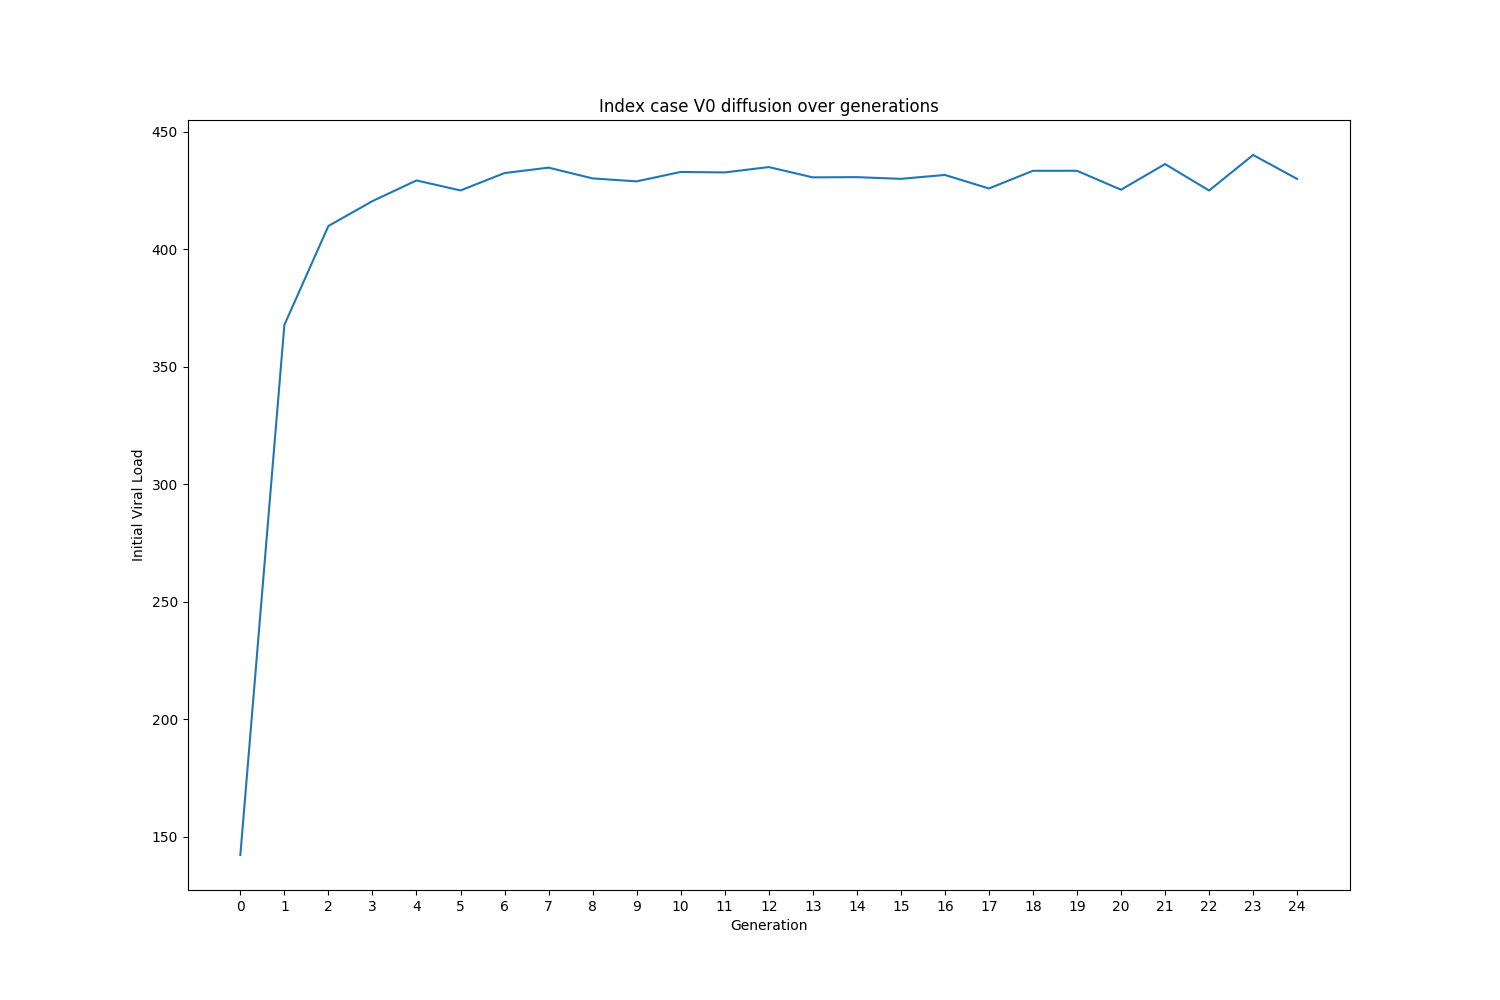 Index case V0 diffusion over generations
450
400
350
300
250
200
150
Initial Viral Load
0 1 2 3 4 5 6 7 8 9 10 11 12 13 14 15 16 17 18 19 20 21 22 23 24
Generation